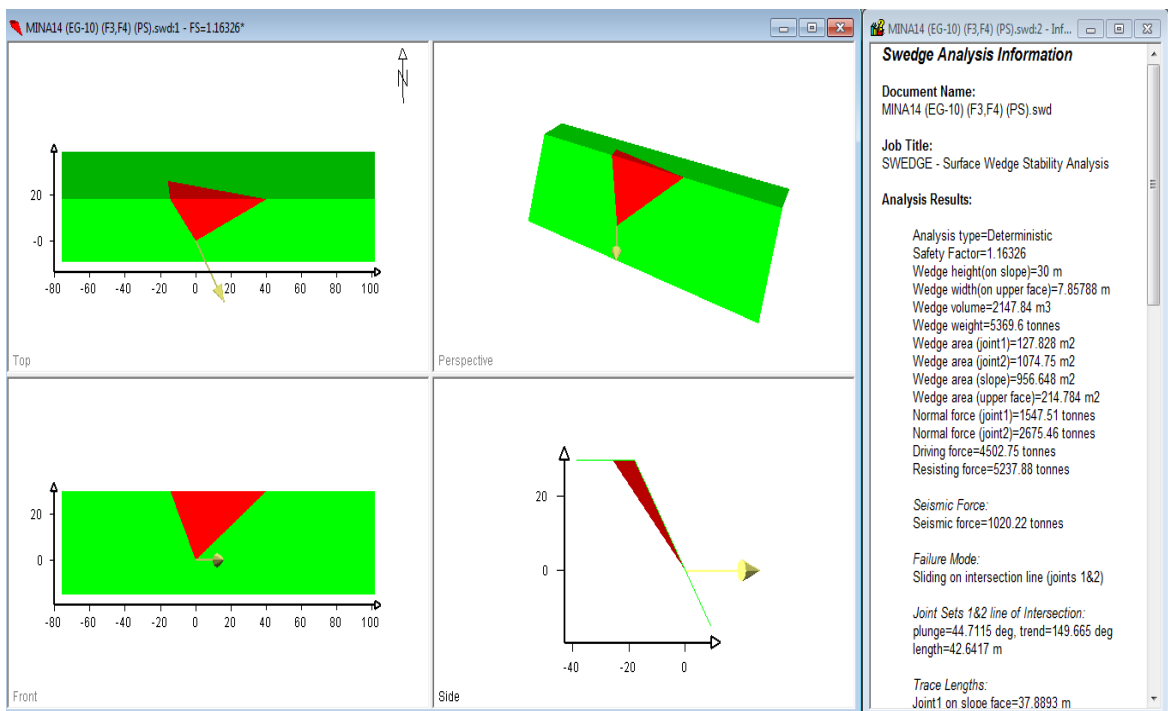 MINA14 (EG-10) (F3,F4) (PS).swd:1 - FS=1.16326*
N
20
-0
-80 -60 -40 -20 0 20 40 60 80 100
Top
Perspective
20
0
-80 -60 -40 -20 0 20 40 60 80 100
Front
20
0
-40 -20 0
Side
MINA14 (EG-10) (F3,F4) (PS).swd:2 - Inf...
Swedge Analysis Information
Document Name:
MINA14 (EG-10) (F3,F4) (PS).swd
Job Title:
SWEDGE - Surface Wedge Stability Analysis
Analysis Results:
Analysis type=Deterministic
Safety Factor=1.16326
Wedge height(on slope)=30 m
Wedge width(on upper face)=7.85788 m
Wedge volume=2147.84 m3
Wedge weight=5369.6 tonnes
Wedge area (joint1)=127.828 m2
Wedge area (joint2)=1074.75 m2
Wedge area (slope)=956.648 m2
Wedge area (upper face)=214.784 m2
Normal force (joint1)=1547.51 tonnes
Normal force (joint2)=2675.46 tonnes
Driving force=4502.75 tonnes
Resisting force=5237.88 tonnes
Seismic Force:
Seismic force=1020.22 tonnes
Failure Mode:
Sliding on intersection line (joints 1&2)
Joint Sets 1&2 line of Intersection:
plunge=44.7115 deg, trend=149.665 deg
length=42.6417 m
Trace Lengths:
Joint1 on slope face=37.8893 m